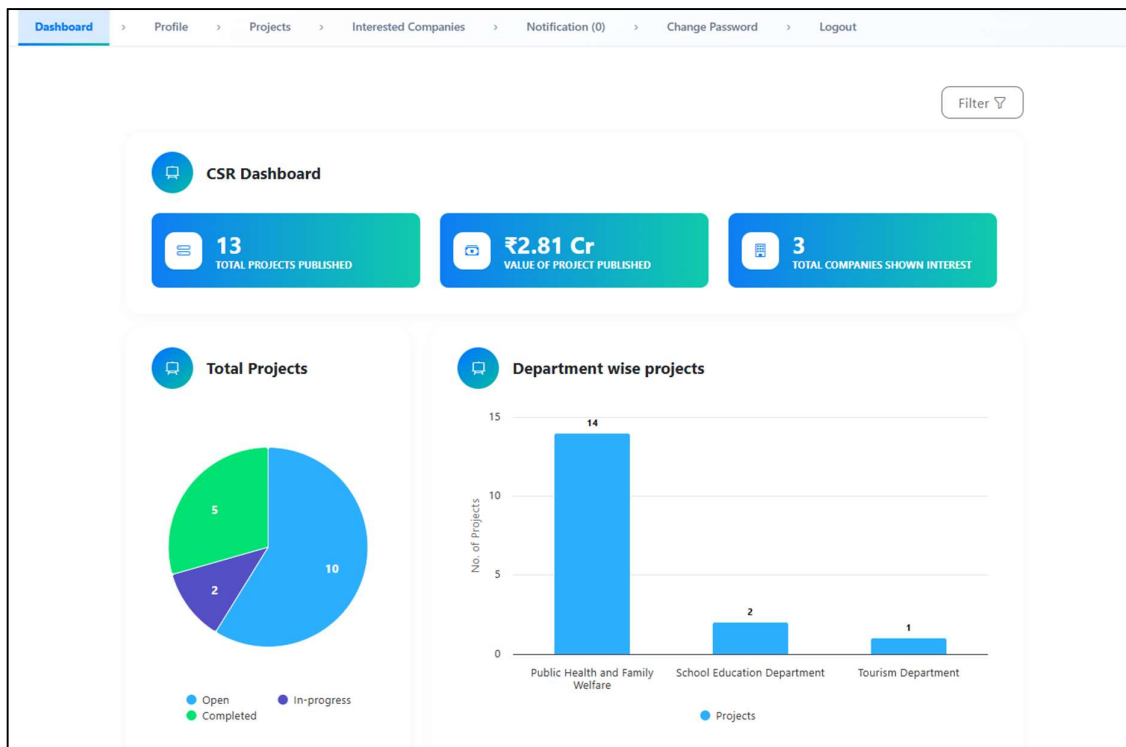 Dashboard > Profile > Projects > Interested Companies > Notification (0) > Change Password > Logout
Filter
CSR Dashboard
13
TOTAL PROJECTS PUBLISHED
₹2.81 Cr
VALUE OF PROJECT PUBLISHED
3
TOTAL COMPANIES SHOWN INTEREST
Total Projects
5
10
2
Open
In-progress
Completed
Department wise projects
No. of Projects
15
10
5
0
14
2
1
Public Health and Family
Welfare
School Education Department
Tourism Department
Projects